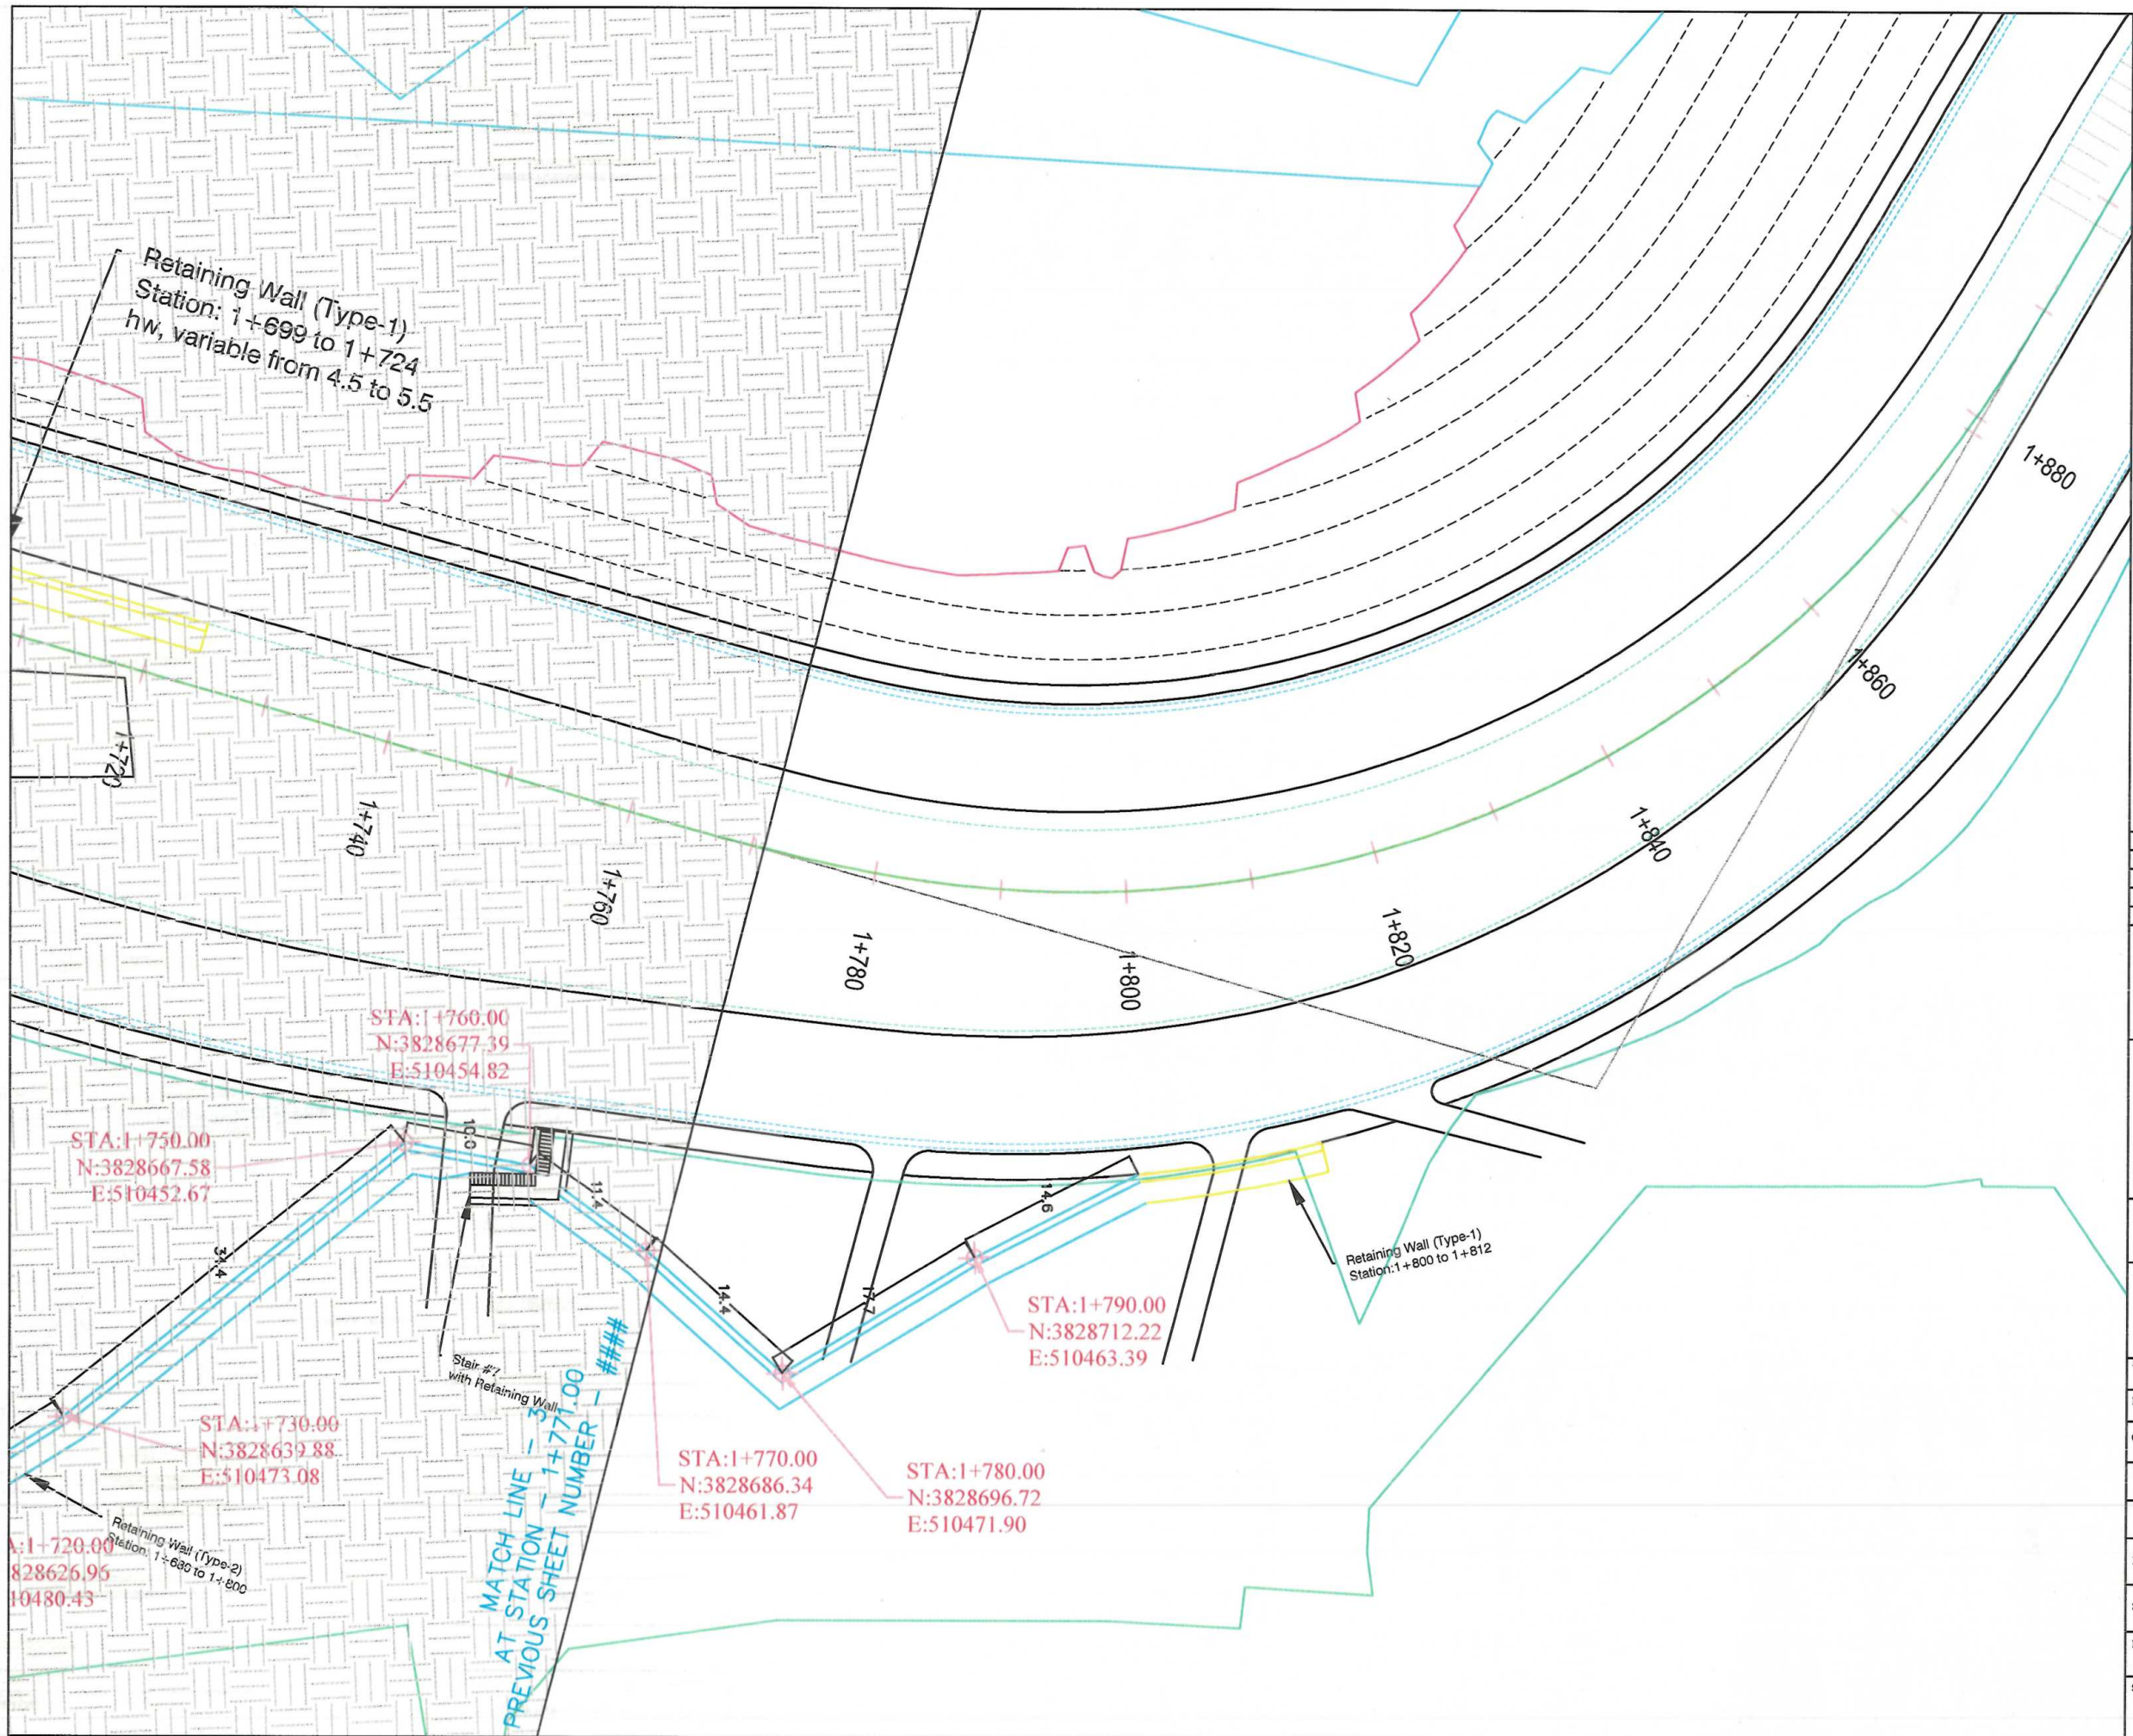 Retaining Wall (Type-1)
Station: 1+699 to 1+724
hw, variable from 4.5 to 5.5
1+880
1+860
1+720
1+740
1+840
1+760
1+820
1+780
1+800
STA:1+760.00
N:3828677.39
E:510454.82
STA:1+750.00
N:3828667.58
E:510452.67
10.0
11.4
14.6
34.4
14.4
17.7
Retaining Wall (Type-1)
Station:1+800 to 1+812
STA:1+790.00
N:3828712.22
E:510463.39
Stair #7
with Retaining Wall
STA:1+730.00
N:3828639.88
E:510473.08
STA:1+770.00
N:3828686.34
E:510461.87
STA:1+780.00
N:3828696.72
E:510471.90
Retaining Wall (Type-2)
Station: to 1+800
A:1+720.00
828626.95
10480.43
MATCH LINE - 3
AT STATION - 1+771.00
PREVIOUS SHEET NUMBER - ####